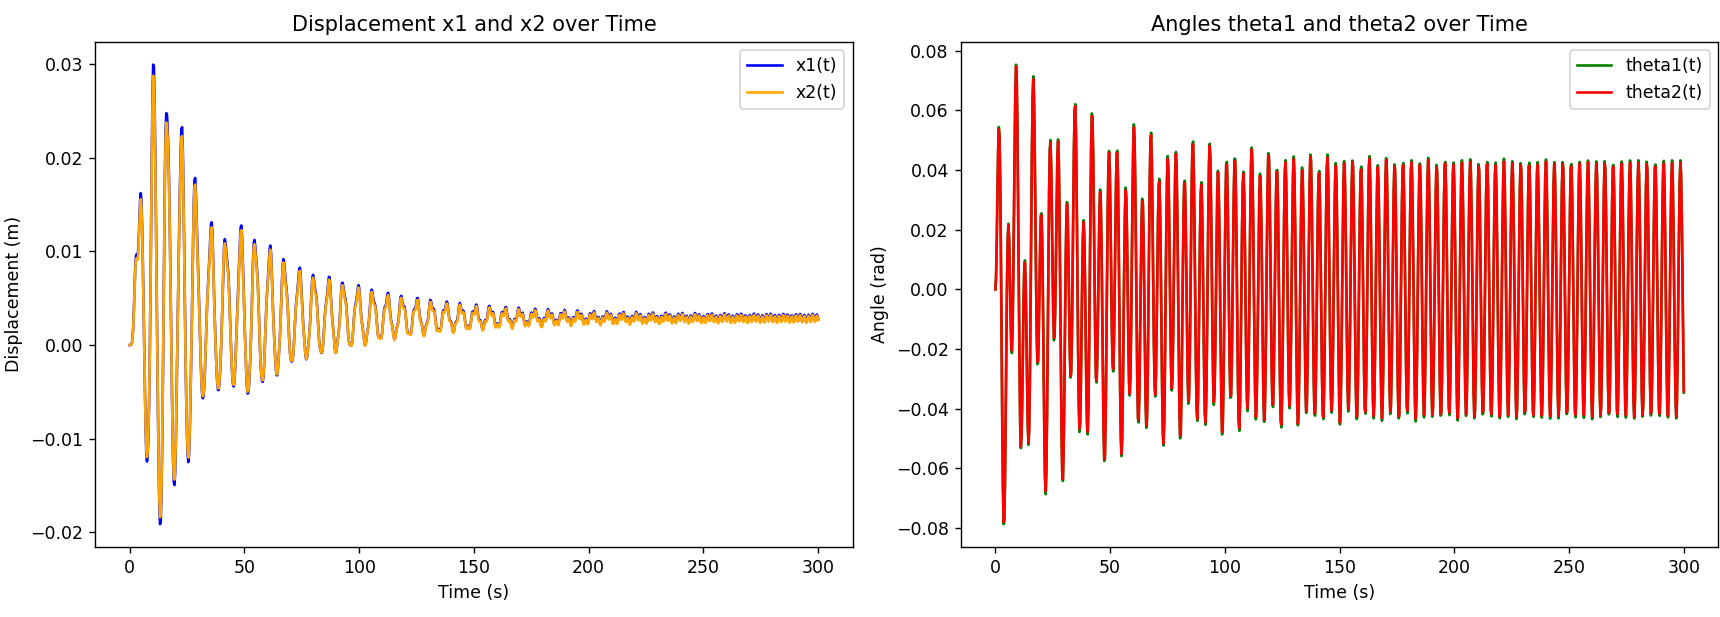 Displacement x1 and x2 over Time
x1(t)
x2(t)
0.03
0.02
0.01
0.00
−0.01
−0.02
Displacement (m)
0 50 100 150 200 250 300
Time (s)
Angles theta1 and theta2 over Time
theta1(t)
theta2(t)
0.08
0.06
0.04
0.02
0.00
−0.02
−0.04
−0.06
−0.08
Angle (rad)
0 50 100 150 200 250 300
Time (s)